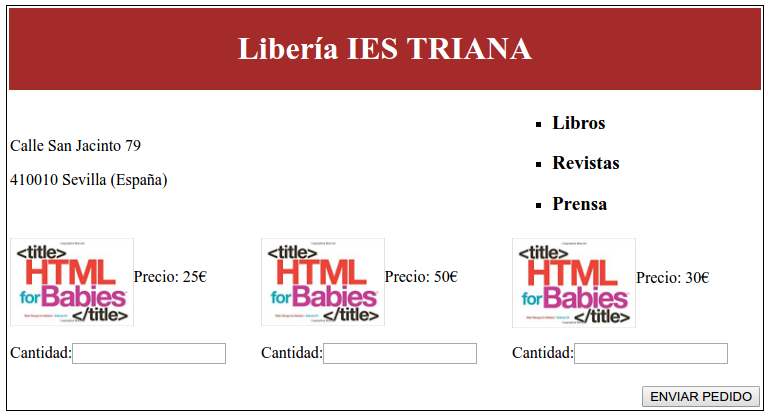 Libería IES TRIANA
Calle San Jacinto 79
410010 Sevilla (España)
Libros
Revistas
Prensa
<title>
HTML
for Babies
</title>
Precio: 25€
<title>
HTML
for Babies
</title>
Precio: 50€
<title>
HTML
for Babies
</title>
Precio: 30€
Cantidad:
Cantidad:
Cantidad:
ENVIAR PEDIDO